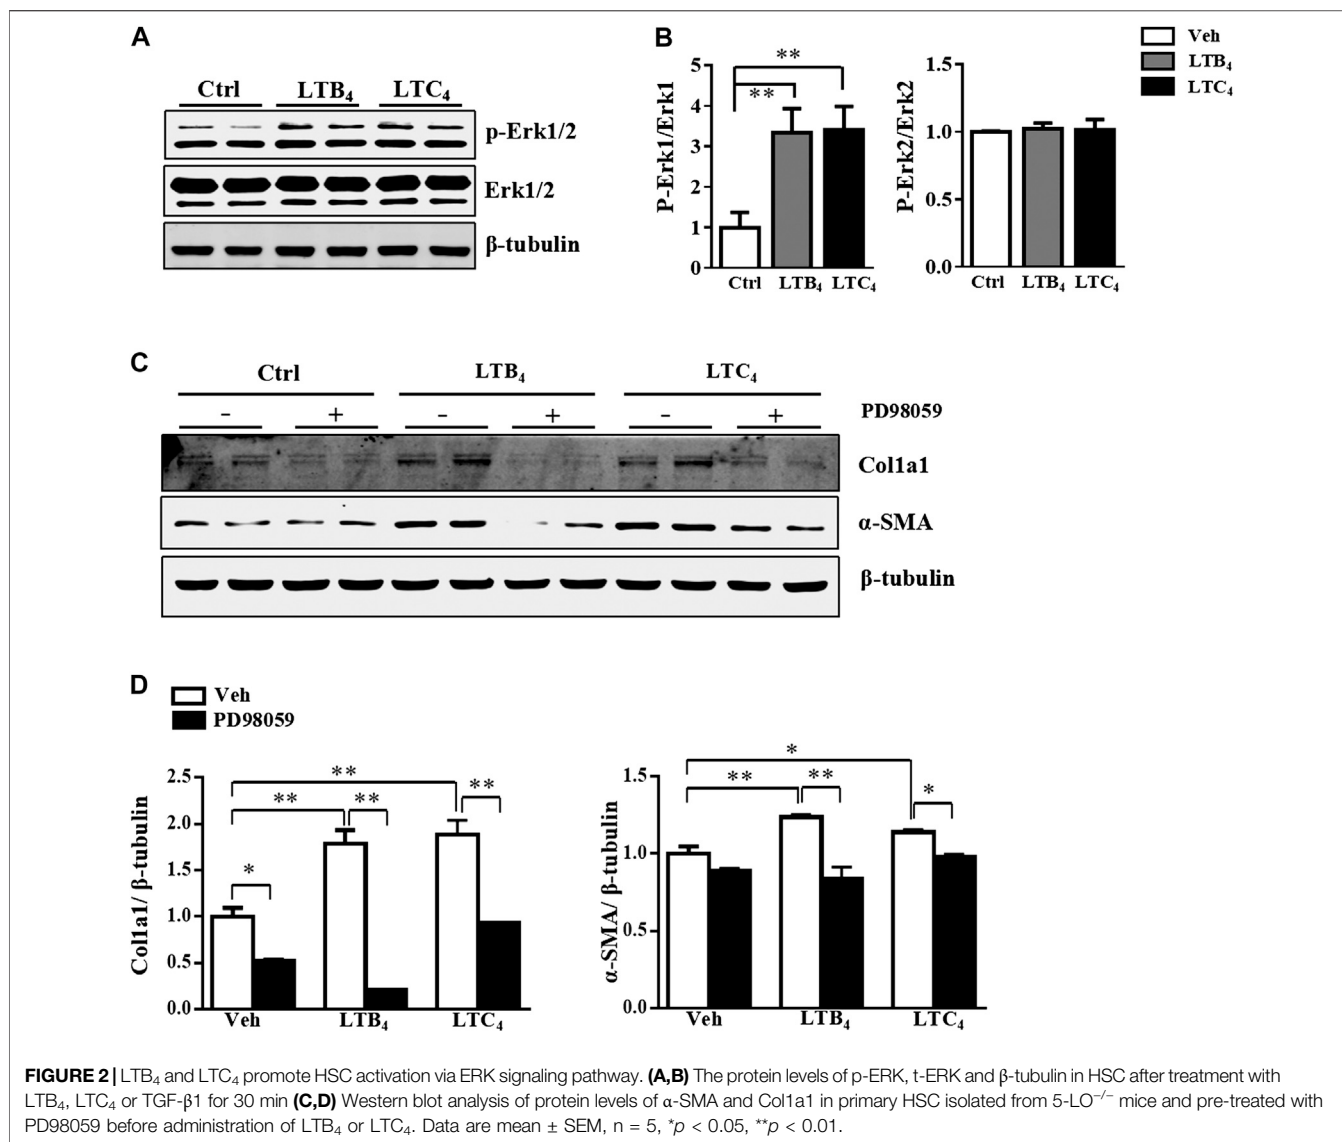 A
Ctrl LTB₄ LTC₄
p-Erk1/2
Erk1/2
β-tubulin
B
P-Erk1/Erk1
5
4
3
2
1
0
**
**
Ctrl LTB₄ LTC₄
P-Erk2/Erk2
1.5
1.0
0.5
0.0
Ctrl LTB₄ LTC₄
Veh
LTB₄
LTC₄
C
Ctrl LTB₄ LTC₄
- + - + - + PD98059
Col1a1
α-SMA
β-tubulin
D
Veh
PD98059
Col1a1/ β-tubulin
2.5
2.0
1.5
1.0
0.5
0.0
**
** ** **
*
Veh LTB₄ LTC₄
α-SMA/ β-tubulin
1.5
1.0
0.5
0.0
*
** ** *
Veh LTB₄ LTC₄
FIGURE 2 | LTB₄ and LTC₄ promote HSC activation via ERK signaling pathway. (A,B) The protein levels of p-ERK, t-ERK and β-tubulin in HSC after treatment with
LTB₄, LTC₄ or TGF-β1 for 30 min (C,D) Western blot analysis of protein levels of α-SMA and Col1a1 in primary HSC isolated from 5-LO⁻/⁻ mice and pre-treated with
PD98059 before administration of LTB₄ or LTC₄. Data are mean ± SEM, n = 5, *p < 0.05, **p < 0.01.